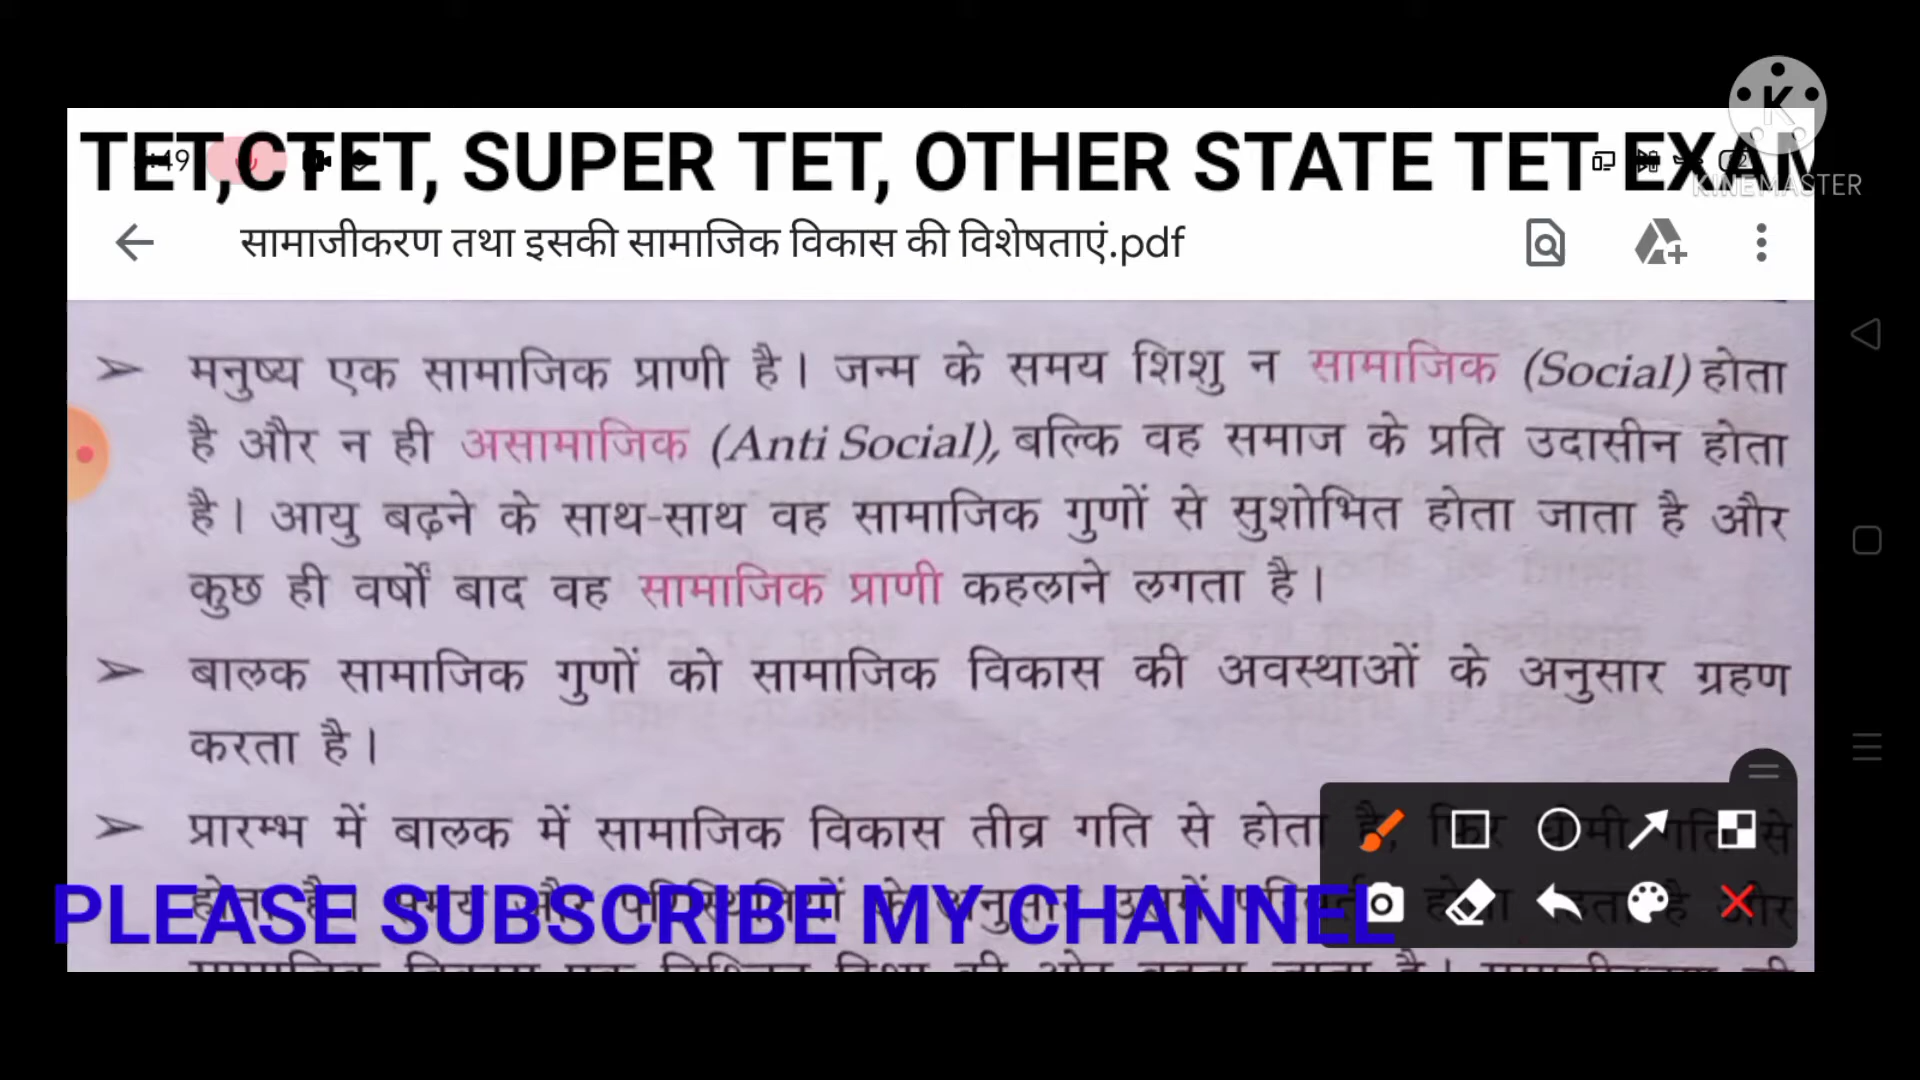 TET,CTET, SUPER TET, OTHER STATE TET EXAM
KINEMASTER
सामाजीकरण तथा इसकी सामाजिक विकास की विशेषताएं.pdf
➢ मनुष्य एक सामाजिक प्राणी है। जन्म के समय शिशु न सामाजिक (Social) होता
है और न ही असामाजिक (Anti Social), बल्कि वह समाज के प्रति उदासीन होता
है। आयु बढ़ने के साथ-साथ वह सामाजिक गुणों से सुशोभित होता जाता है और
कुछ ही वर्षों बाद वह सामाजिक प्राणी कहलाने लगता है।
➢ बालक सामाजिक गुणों को सामाजिक विकास की अवस्थाओं के अनुसार ग्रहण
करता है।
➢ प्रारम्भ में बालक में सामाजिक विकास तीव्र गति से होता है, फिर धीमी गति से
PLEASE SUBSCRIBE MY CHANNEL